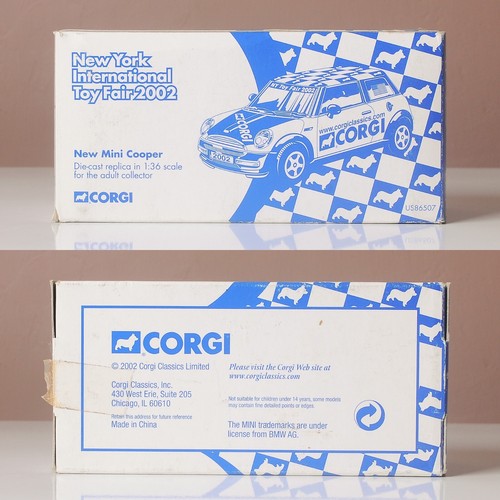 New York
International
Toy Fair 2002
New Mini Cooper
Die-cast replica in 1:36 scale
for the adult collector
CORGI
NY Toy Fair 2002
CORGI
2002
www.corgiclassics.com
CORGI
US86507
CORGI
© 2002 Corgi Classics Limited
Corgi Classics, Inc.
430 West Erie, Suite 205
Chicago, IL 60610
Retain this address for future reference
Made in China
Please visit the Corgi Web site at
www.corgiclassics.com
Not suitable for children under 14 years, some models
may contain fine detailed points or edges.
The MINI trademarks are under
license from BMW AG.